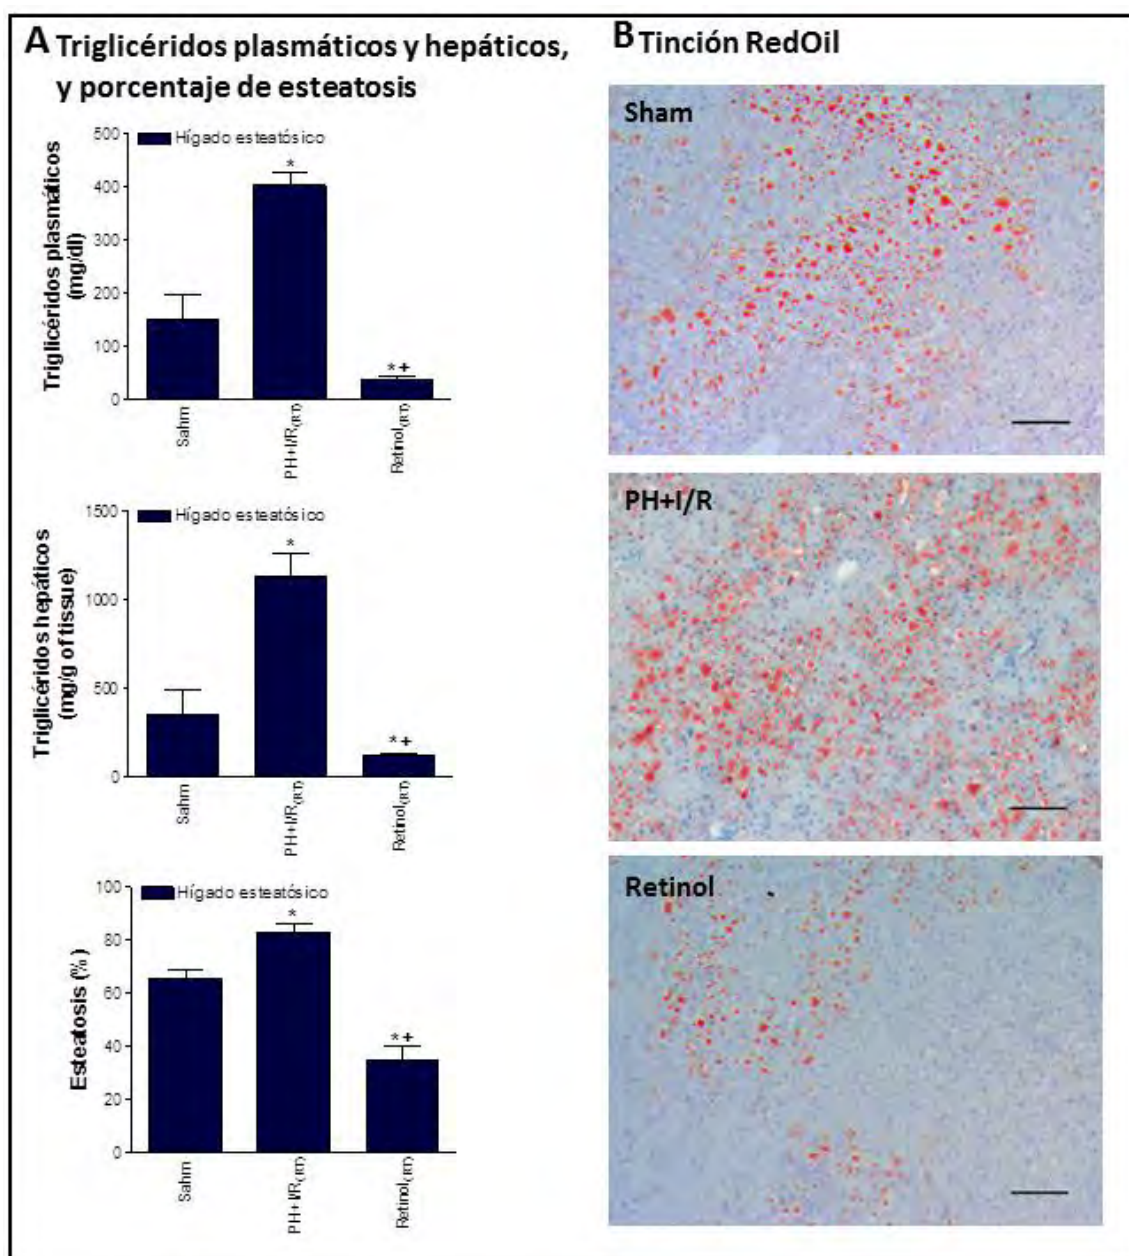 A Triglicéridos plasmáticos y hepáticos,
y porcentaje de esteatosis
Hígado esteatósico
Triglicéridos plasmáticos
(mg/dl)
500
400
300
200
100
0
*
*+
Sahm
PH+I/R(RT)
Retinol(RT)
Hígado esteatósico
Triglicéridos hepáticos
(mg/g of tissue)
1500
1000
500
0
*
*+
Sahm
PH+I/R(RT)
Retinol(RT)
Hígado esteatósico
Esteatosis (%)
100
80
60
40
20
0
*
*+
Sahm
PH+I/R(RT)
Retinol(RT)
B Tinción RedOil
Sham
PH+I/R
Retinol